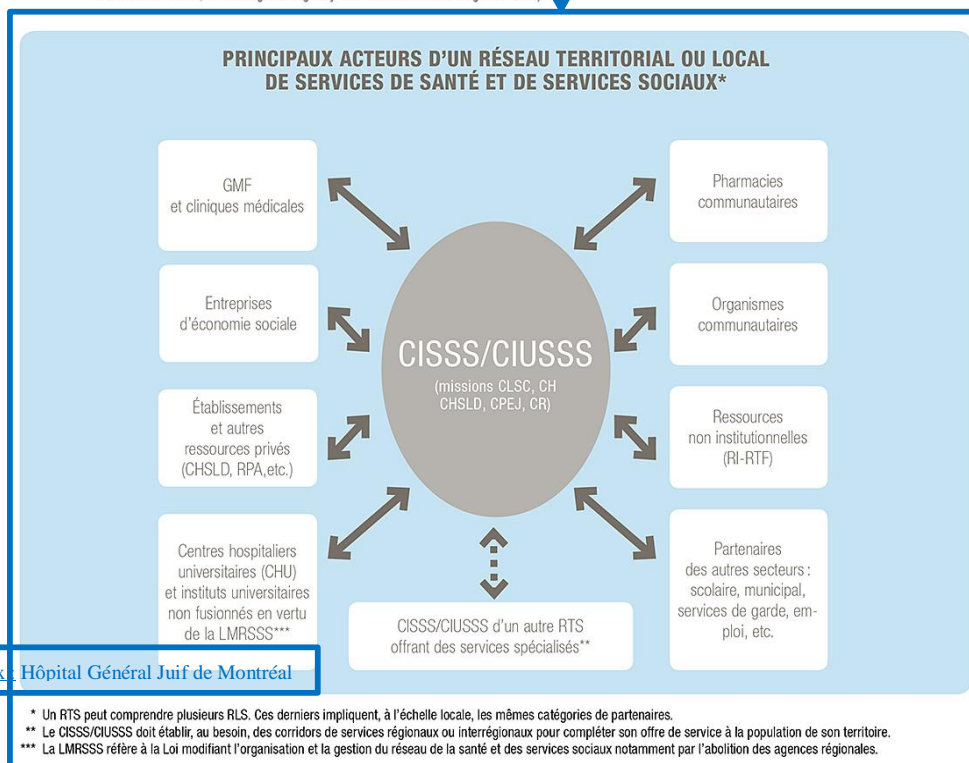 PRINCIPAUX ACTEURS D'UN RÉSEAU TERRITORIAL OU LOCAL
DE SERVICES DE SANTÉ ET DE SERVICES SOCIAUX*
GMF
et cliniques médicales
Pharmacies
communautaires
Entreprises
d'économie sociale
Organismes
communautaires
CISSS/CIUSSS
(missions CLSC, CH
CHSLD, CPEJ, CR)
Établissements
et autres
ressources privés
(CHSLD, RPA,etc.)
Ressources
non institutionnelles
(RI-RTF)
Centres hospitaliers
universitaires (CHU)
et instituts universitaires
non fusionnés en vertu
de la LMRSSS***
Partenaires
des autres secteurs :
scolaire, municipal,
services de garde, em-
ploi, etc.
CISSS/CIUSSS d'un autre RTS
offrant des services spécialisés**
Hôpital Général Juif de Montréal
* Un RTS peut comprendre plusieurs RLS. Ces derniers impliquent, à l'échelle locale, les mêmes catégories de partenaires.
** Le CISSS/CIUSSS doit établir, au besoin, des corridors de services régionaux ou interrégionaux pour compléter son offre de service à la population de son territoire.
*** La LMRSSS réfère à la Loi modifiant l'organisation et la gestion du réseau de la santé et des services sociaux notamment par l'abolition des agences régionales.